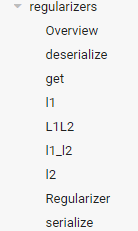 regularizers
Overview
deserialize
get
l1
L1L2
l1_l2
l2
Regularizer
serialize